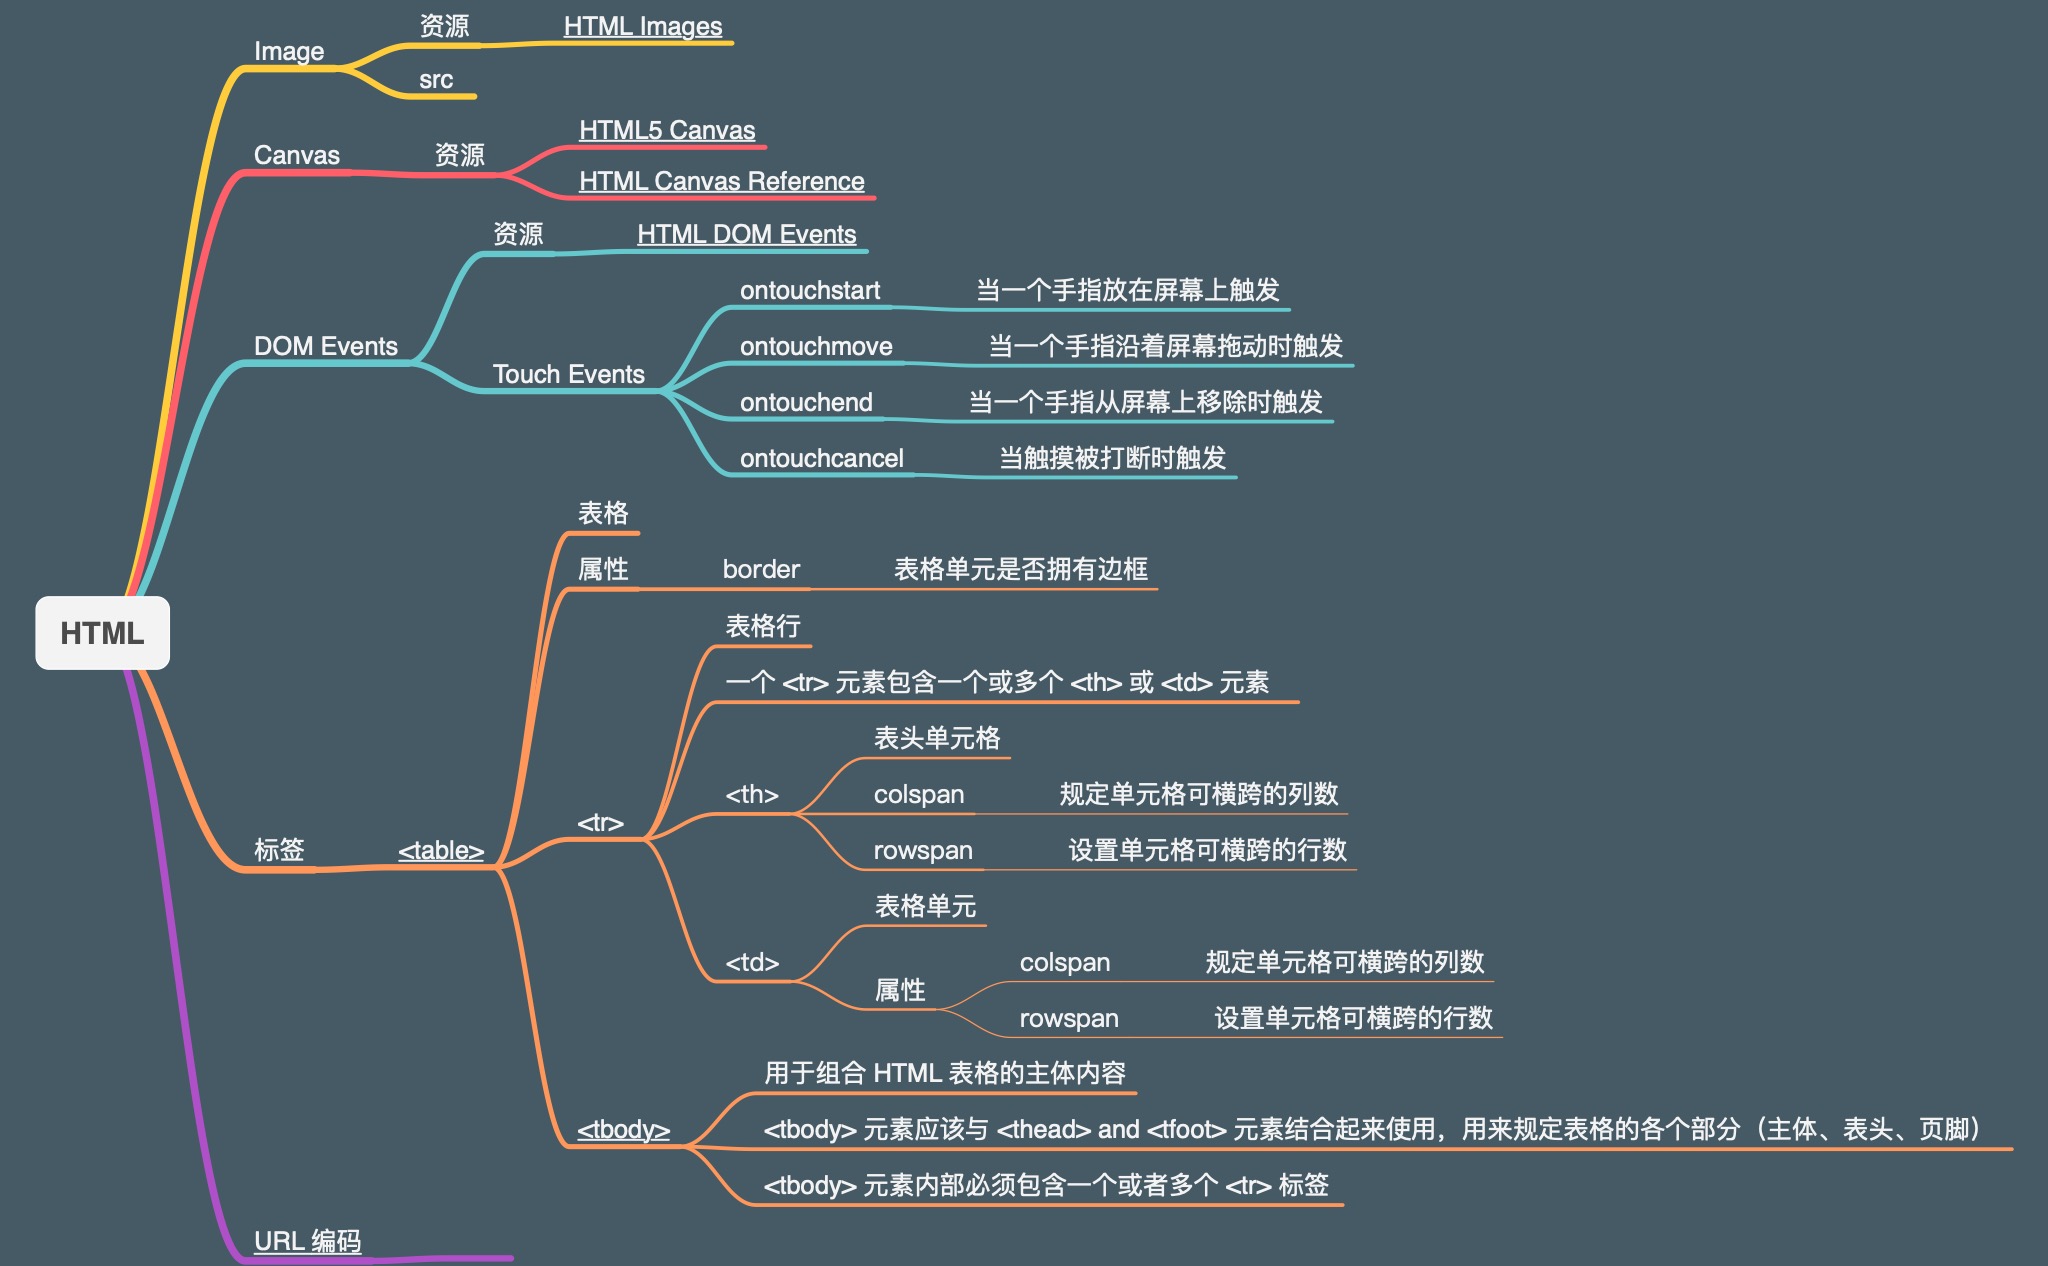 Image
资源
HTML Images
src
Canvas
资源
HTML5 Canvas
HTML Canvas Reference
DOM Events
资源
HTML DOM Events
Touch Events
ontouchstart
当一个手指放在屏幕上触发
ontouchmove
当一个手指沿着屏幕拖动时触发
ontouchend
当一个手指从屏幕上移除时触发
ontouchcancel
当触摸被打断时触发
HTML
标签
<table>
表格
属性
border
表格单元是否拥有边框
<tr>
表格行
一个 <tr> 元素包含一个或多个 <th> 或 <td> 元素
<th>
表头单元格
colspan
规定单元格可横跨的列数
rowspan
设置单元格可横跨的行数
<td>
表格单元
属性
colspan
规定单元格可横跨的列数
rowspan
设置单元格可横跨的行数
<tbody>
用于组合 HTML 表格的主体内容
<tbody> 元素应该与 <thead> and <tfoot> 元素结合起来使用，用来规定表格的各个部分（主体、表头、页脚）
<tbody> 元素内部必须包含一个或者多个 <tr> 标签
URL 编码